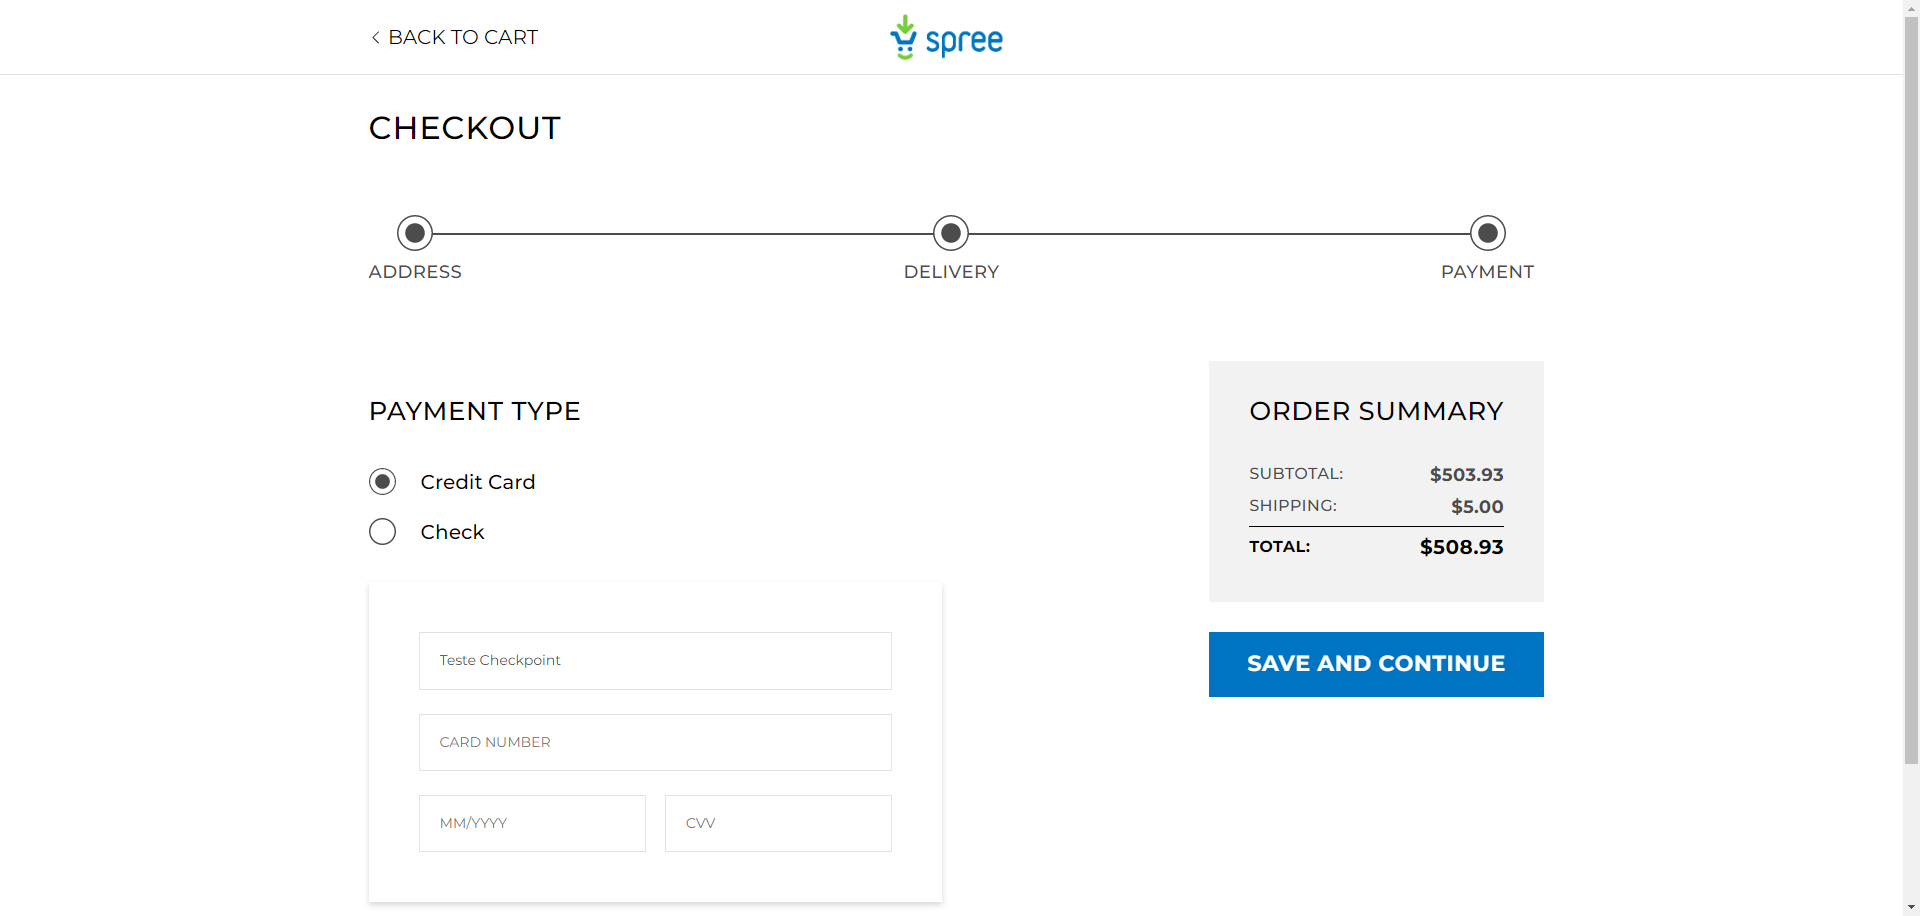 BACK TO CART
spree
CHECKOUT
ADDRESS
DELIVERY
PAYMENT
PAYMENT TYPE
Credit Card
Check
Teste Checkpoint
CARD NUMBER
MM/YYYY
CVV
ORDER SUMMARY
SUBTOTAL: $503.93
SHIPPING: $5.00
TOTAL: $508.93
SAVE AND CONTINUE